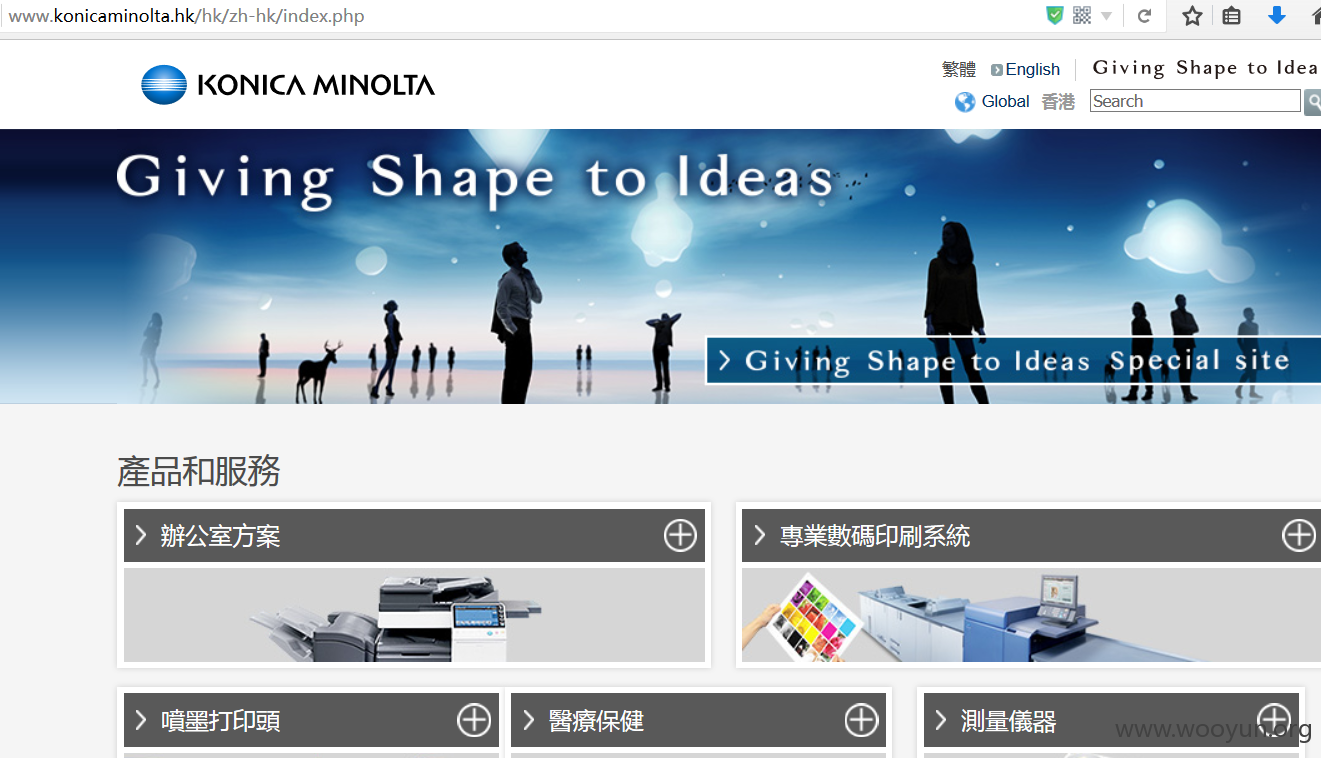 www.konicaminolta.hk/hk/zh-hk/index.php
KONICA MINOLTA
繁體 English Giving Shape to Idea
Global 香港 Search
Giving Shape to Ideas
Giving Shape to Ideas Special site
產品和服務
辦公室方案
專業數碼印刷系統
噴墨打印頭
醫療保健
測量儀器
www.wooyun.org